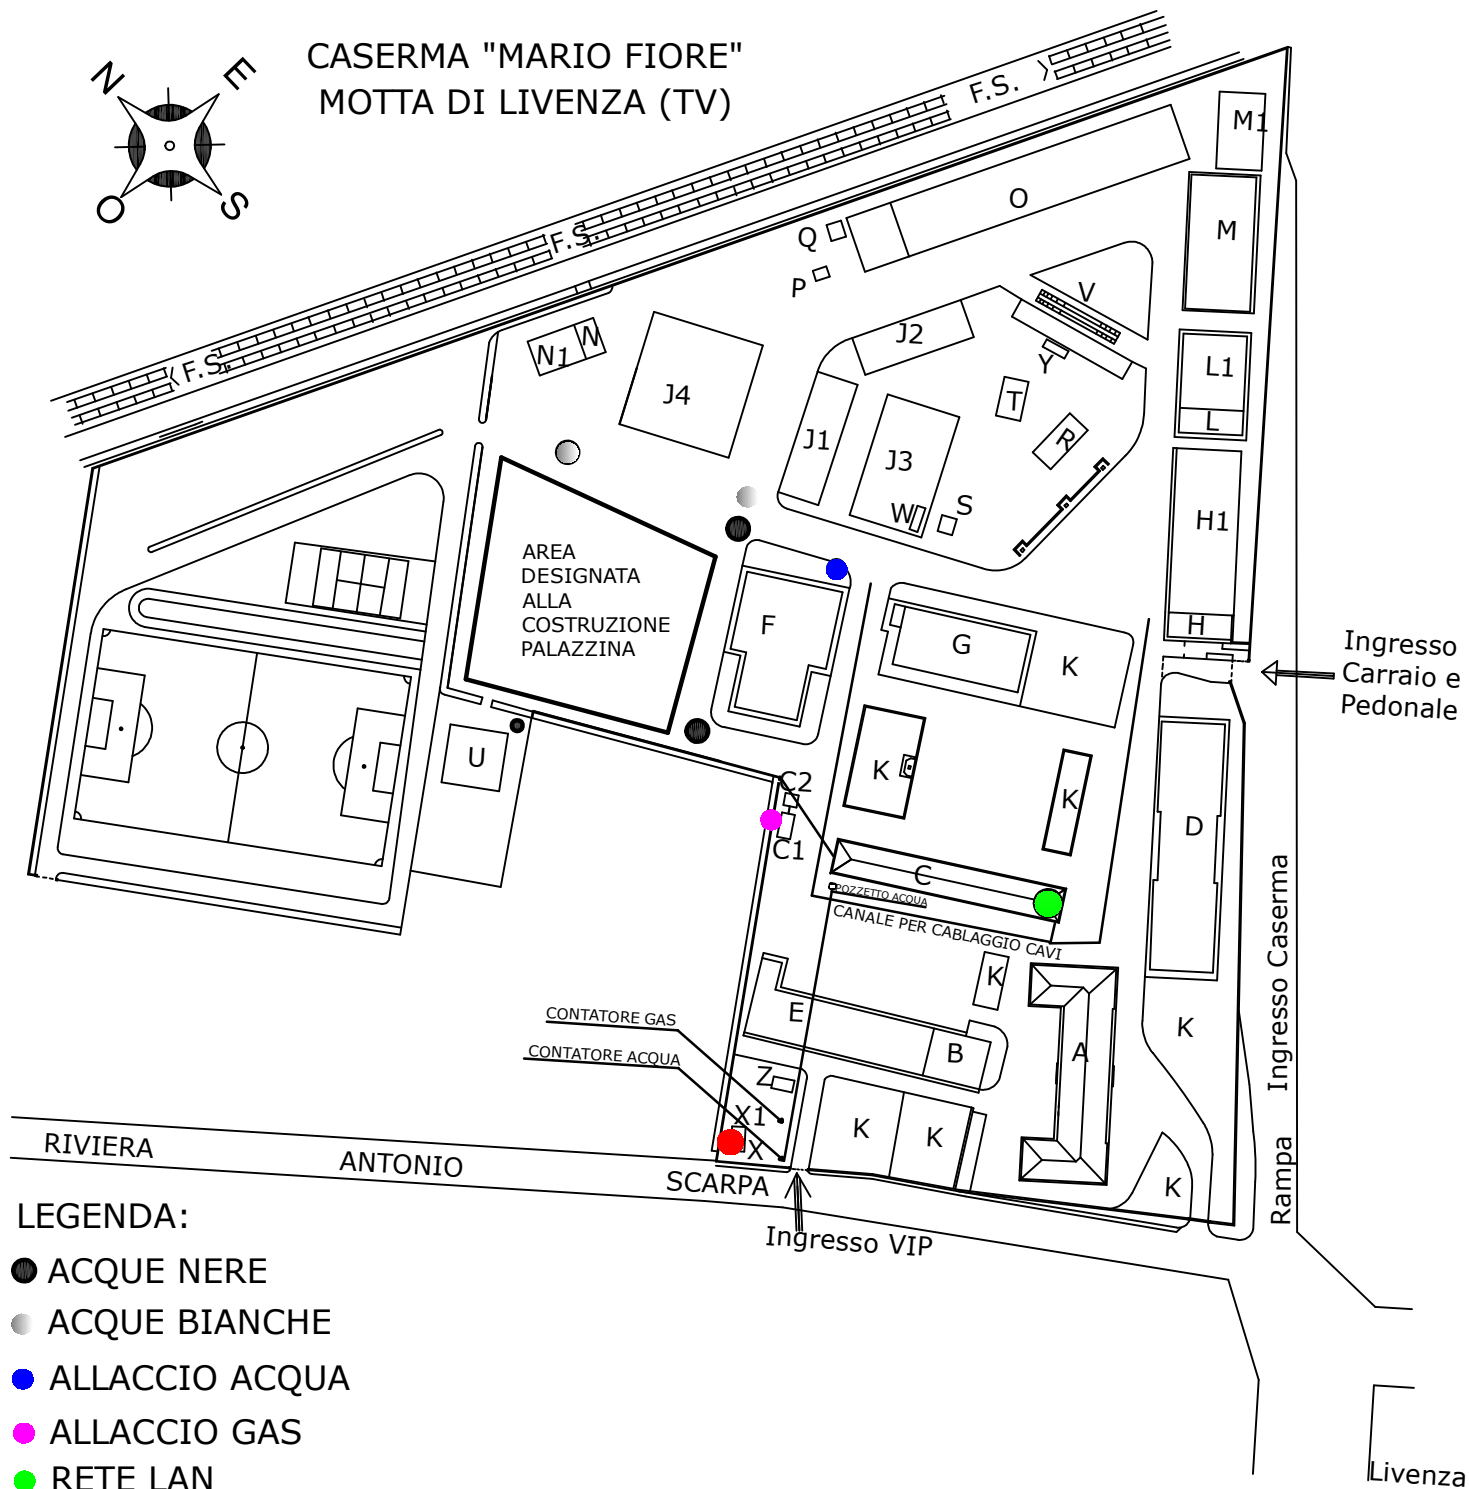 CASERMA "MARIO FIORE"
MOTTA DI LIVENZA (TV)
N
E
O
S
F.S.
F.S.
F.S.
M1
M
O
Q
P
V
J2
Y
N1
N
J4
T
R
L1
L
J1
J3
W
S
H1
H
AREA
DESIGNATA
ALLA
COSTRUZIONE
PALAZZINA
F
G
K
Ingresso
Carraio e
Pedonale
U
K
K
C2
C1
D
C
POZZETTO ACQUA
CANALE PER CABLAGGIO CAVI
K
E
B
A
K
CONTATORE GAS
CONTATORE ACQUA
Z
X1
X
K
K
K
Rampa Ingresso Caserma
RIVIERA ANTONIO SCARPA
Ingresso VIP
LEGENDA:
ACQUE NERE
ACQUE BIANCHE
ALLACCIO ACQUA
ALLACCIO GAS
RETE LAN
Livenza